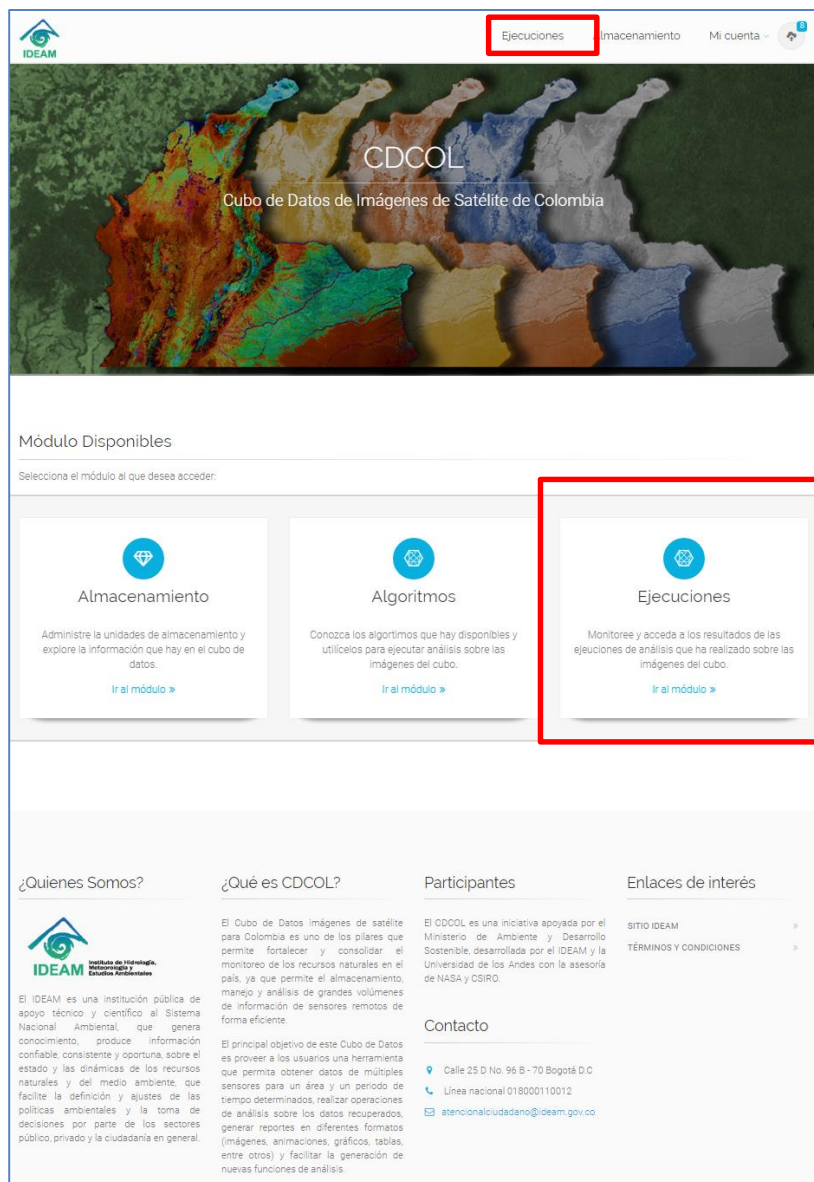 IDEAM
Ejecuciones
Almacenamiento
Mi cuenta
8
CDCOL
Cubo de Datos de Imágenes de Satélite de Colombia
Módulo Disponibles
Selecciona el módulo al que desea acceder:
Almacenamiento
Administre la unidades de almacenamiento y
explore la información que hay en el cubo de
datos.
Ir al módulo »
Algoritmos
Conozca los algortimos que hay disponibles y
utilícelos para ejecutar análisis sobre las
imágenes del cubo.
Ir al módulo »
Ejecuciones
Monitoree y acceda a los resultados de las
ejeuciones de análisis que ha realizado sobre las
imágenes del cubo.
Ir al módulo »
¿Quienes Somos?
IDEAM
Instituto de Hidrología,
Meteorología y
Estudios Ambientales
El IDEAM es una institución pública de
apoyo técnico y científico al Sistema
Nacional Ambiental, que genera
conocimiento, produce información
confiable, consistente y oportuna, sobre el
estado y las dinámicas de los recursos
naturales y del medio ambiente, que
facilite la definición y ajustes de las
políticas ambientales y la toma de
decisiones por parte de los sectores
público, privado y la ciudadanía en general.
¿Qué es CDCOL?
El Cubo de Datos imágenes de satélite
para Colombia es uno de los pilares que
permite fortalecer y consolidar el
monitoreo de los recursos naturales en el
país, ya que permite el almacenamiento,
manejo y análisis de grandes volúmenes
de información de sensores remotos de
forma eficiente.
El principal objetivo de este Cubo de Datos
es proveer a los usuarios una herramienta
que permita obtener datos de múltiples
sensores para un área y un periodo de
tiempo determinados, realizar operaciones
de análisis sobre los datos recuperados,
generar reportes en diferentes formatos
(imágenes, animaciones, gráficos, tablas,
entre otros) y facilitar la generación de
nuevas funciones de análisis.
Participantes
El CDCOL es una iniciativa apoyada por el
Ministerio de Ambiente y Desarrollo
Sostenible, desarrollada por el IDEAM y la
Universidad de los Andes con la asesoría
de NASA y CSIRO.
Contacto
Calle 25 D No. 96 B - 70 Bogotá D.C
Línea nacional 018000110012
atencionalciudadano@ideam.gov.co
Enlaces de interés
SITIO IDEAM »
TÉRMINOS Y CONDICIONES »